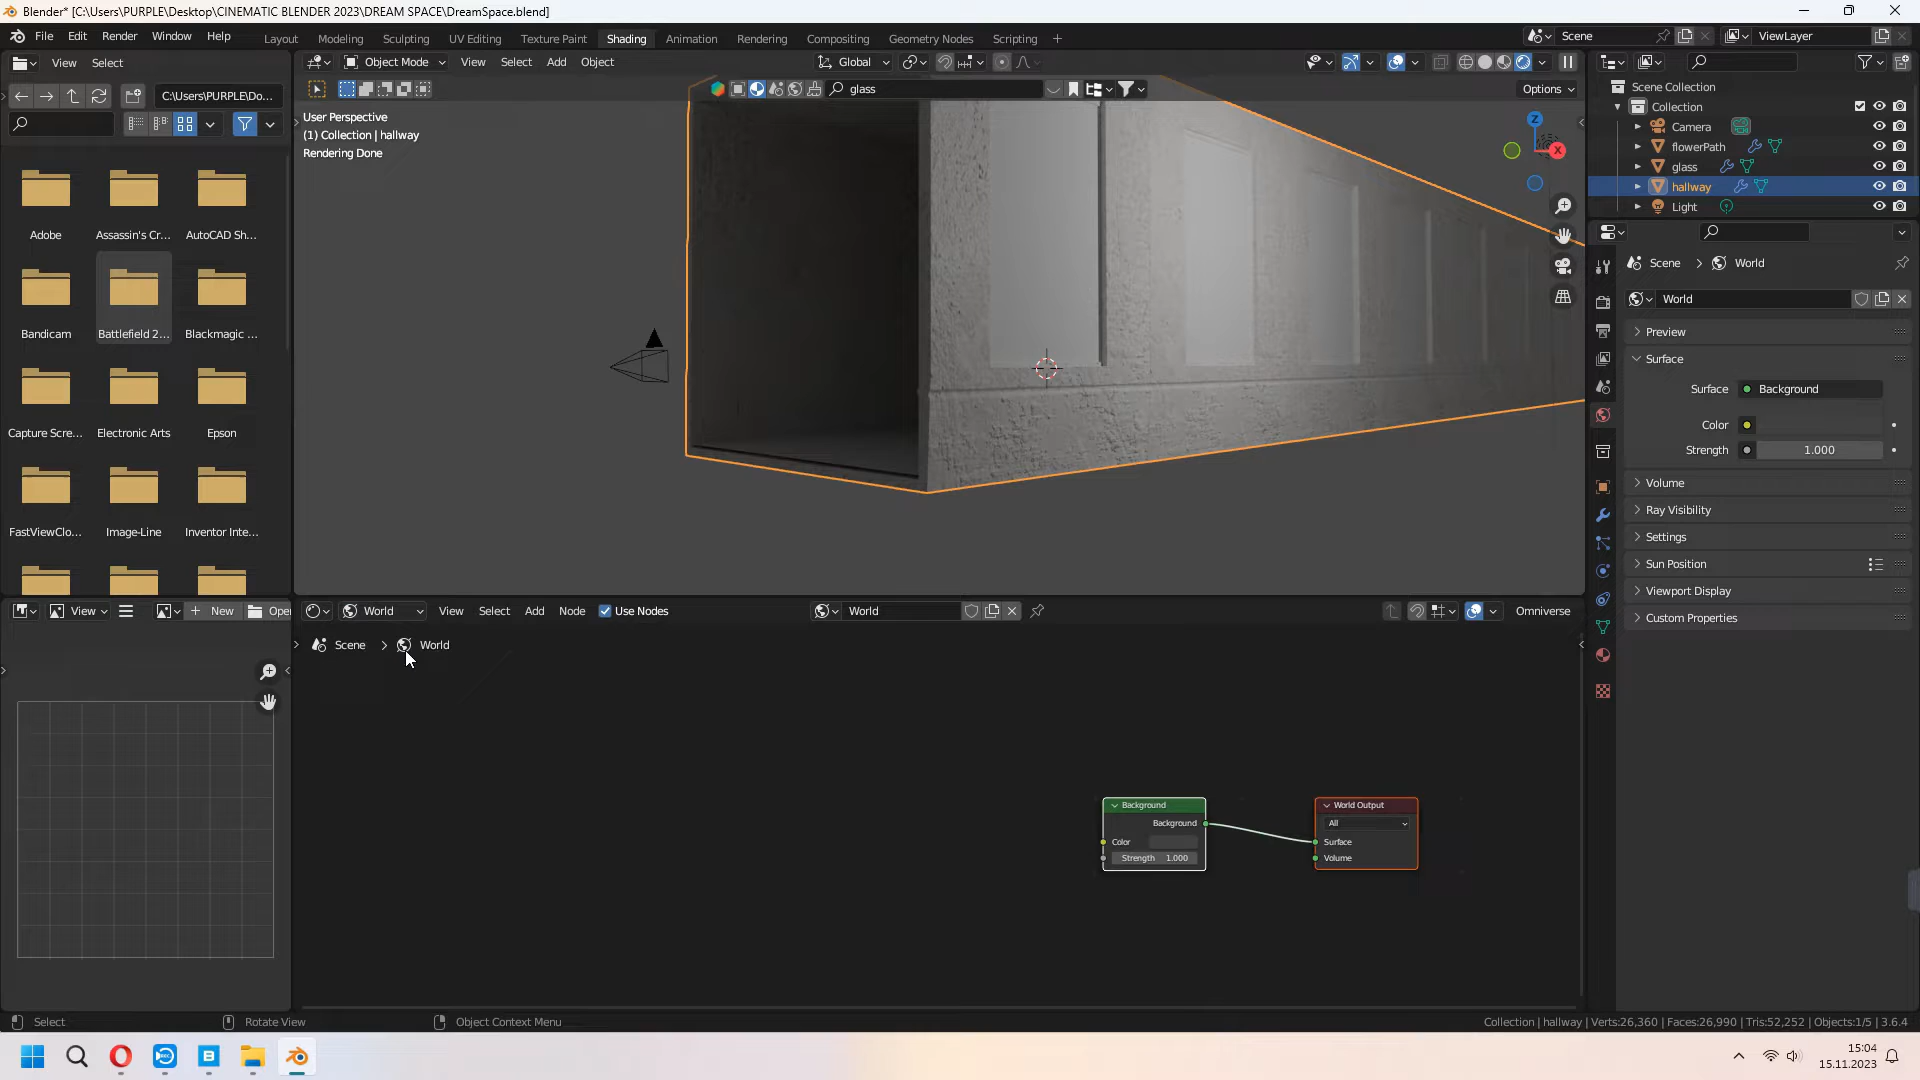 Blender* [C:\Users\PURPLE\Desktop\CINEMATIC BLENDER 2023\DREAM SPACE\DreamSpace.blend]
File Edit Render Window Help Layout Modeling Sculpting UV Editing Texture Paint Shading Animation Rendering Compositing Geometry Nodes Scripting Scene ViewLayer
View Select
Object Mode View Select Add Object Global
C:\Users\PURPLE\Do...
glass
Options
User Perspective
(1) Collection | hallway
Rendering Done
Z
X
Scene Collection
Collection
Camera
flowerPath
glass
hallway
Light
Adobe Assassin's Cr... AutoCAD Sh...
Bandicam Battlefield 2... Blackmagic ...
Capture Scre... Electronic Arts Epson
FastViewClo... Image-Line Inventor Inte...
Scene World
World
Preview
Surface
Surface Background
Color
Strength 1.000
Volume
Ray Visibility
Settings
Sun Position
Viewport Display
Custom Properties
View New Open
World View Select Add Node Use Nodes World Omniverse
Scene World
Background
Background
Color
Strength 1.000
World Output
All
Surface
Volume
Select Rotate View Object Context Menu
Collection | hallway | Verts:26,360 | Faces:26,990 | Tris:52,252 | Objects:1/5 | 3.6.4
15:04
15.11.2023